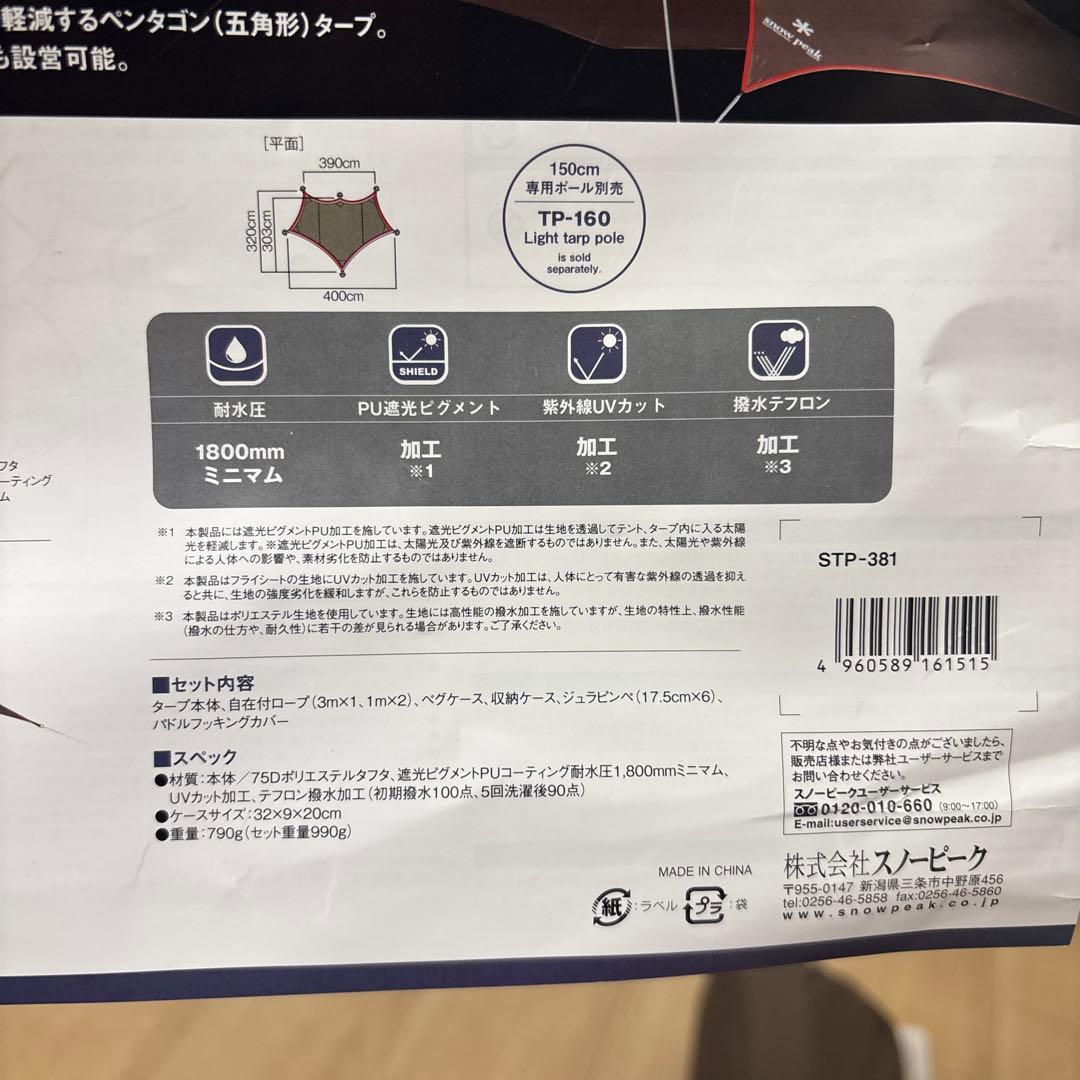 軽減するペンタゴン(五角形)タープ。
も設営可能。
snow peak
[平面]
390cm
320cm
303cm
400cm
150cm
専用ポール別売
TP-160
Light tarp pole
is sold
separately.
SHIELD
耐水圧
PU遮光ピグメント
紫外線UVカット
撥水テフロン
1800mm
ミニマム
加工
※1
加工
※2
加工
※3
フタ
ーティング
ム
※1 本製品には遮光ピグメントPU加工を施しています。遮光ピグメントPU加工は生地を透過してテント、タープ内に入る太陽
光を軽減します。※遮光ピグメントPU加工は、太陽光及び紫外線を遮断するものではありません。また、太陽光や紫外線
による人体への影響や、素材劣化を防止するものではありません。
※2 本製品はフライシートの生地にUVカット加工を施しています。UVカット加工は、人体にとって有害な紫外線の透過を抑え
ると共に、生地の強度劣化を緩和しますが、これらを防止するものではありません。
※3 本製品はポリエステル生地を使用しています。生地には高性能の撥水加工を施していますが、生地の特性上、撥水性能
(撥水の仕方や、耐久性)に若干の差が見られる場合があります。ご了承ください。
STP-381
4 960589 161515
■セット内容
タープ本体、自在付ロープ(3m×1、1m×2)、ペグケース、収納ケース、ジュラピンペ(17.5cm×6)、
パドルフッキングカバー
■スペック
●材質:本体/75Dポリエステルタフタ、遮光ピグメントPUコーティング耐水圧1,800mmミニマム、
UVカット加工、テフロン撥水加工(初期撥水100点、5回洗濯後90点)
●ケースサイズ:32×9×20cm
●重量:790g(セット重量990g)
不明な点やお気付きの点がございましたら、
販売店様または弊社ユーザーサービスまで
お問い合わせください。
スノーピークユーザーサービス
0120-010-660 (9:00~17:00)
E-mail:userservice@snowpeak.co.jp
MADE IN CHINA
紙:ラベル プラ:袋
株式会社スノーピーク
〒955-0147 新潟県三条市中野原456
tel:0256-46-5858 fax:0256-46-5860
www.snowpeak.co.jp